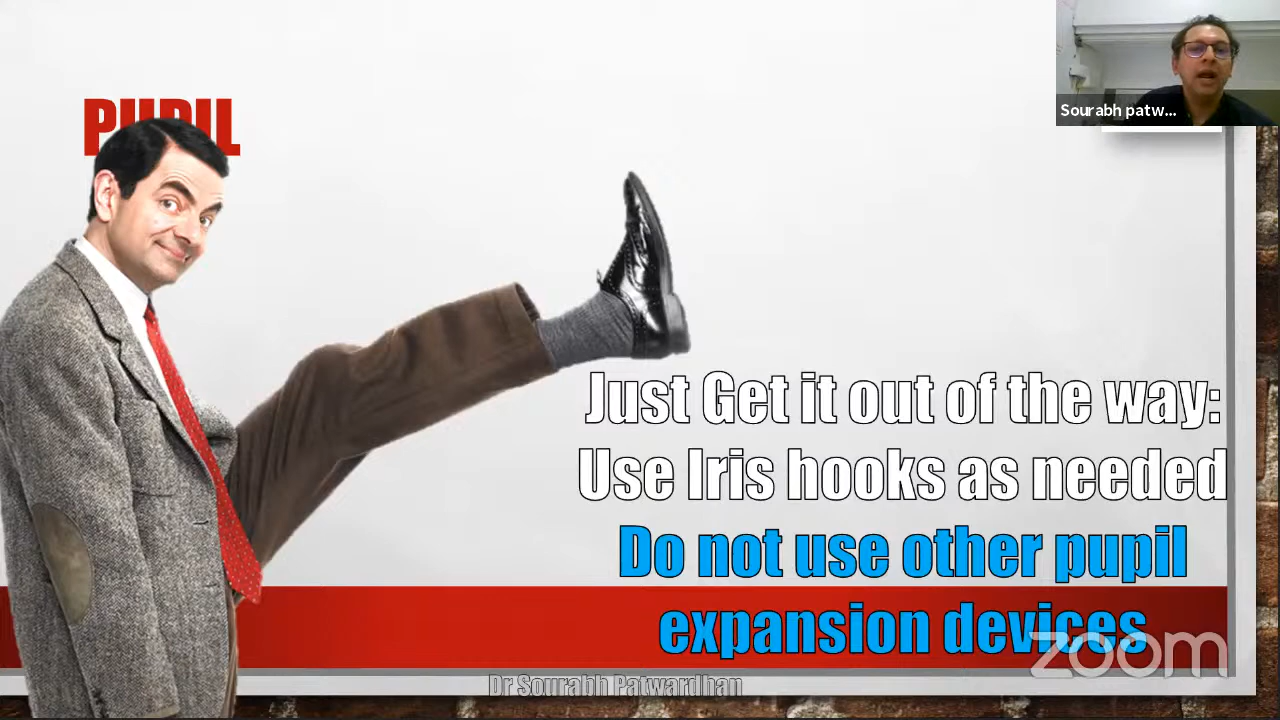 Sourabh patw...
PUPIL
Just Get it out of the way:
Use Iris hooks as needed
Do not use other pupil
expansion devices
zoom
Dr Sourabh Patwardhan